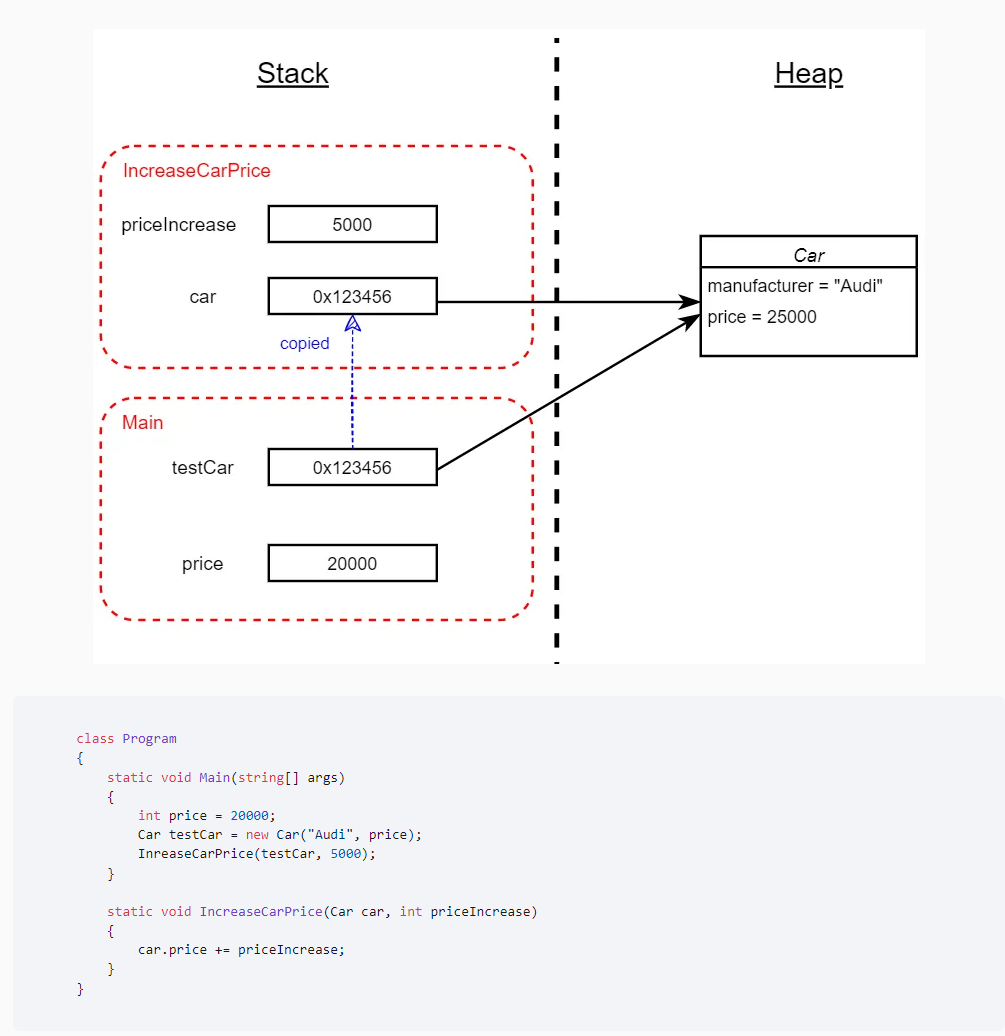 Stack
Heap
IncreaseCarPrice
priceIncrease
5000
car
0x123456
copied
Car
manufacturer = "Audi"
price = 25000
Main
testCar
0x123456
price
20000
class Program
{
    static void Main(string[] args)
    {
        int price = 20000;
        Car testCar = new Car("Audi", price);
        InreaseCarPrice(testCar, 5000);
    }

    static void IncreaseCarPrice(Car car, int priceIncrease)
    {
        car.price += priceIncrease;
    }
}